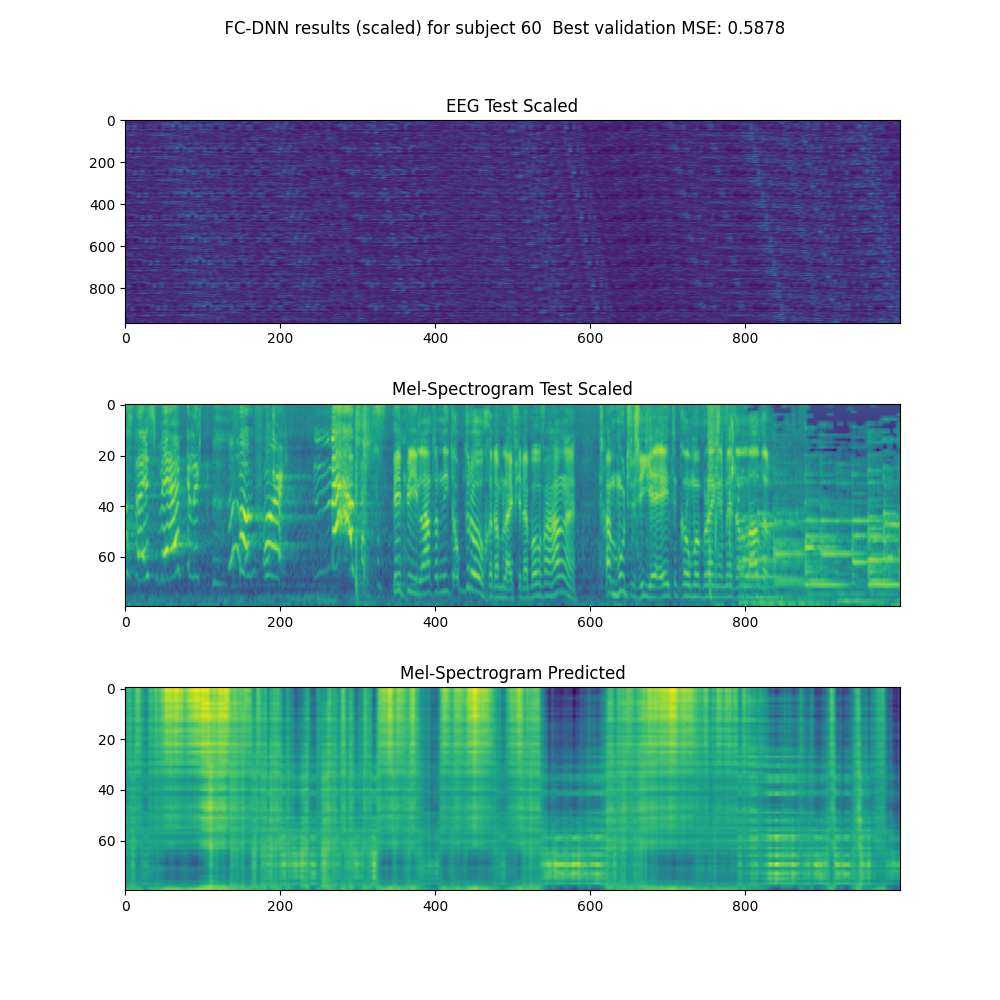 FC-DNN results (scaled) for subject 60 Best validation MSE: 0.5878
EEG Test Scaled
0
200
400
600
800
0 200 400 600 800
Mel-Spectrogram Test Scaled
0
20
40
60
0 200 400 600 800
Mel-Spectrogram Predicted
0
20
40
60
0 200 400 600 800